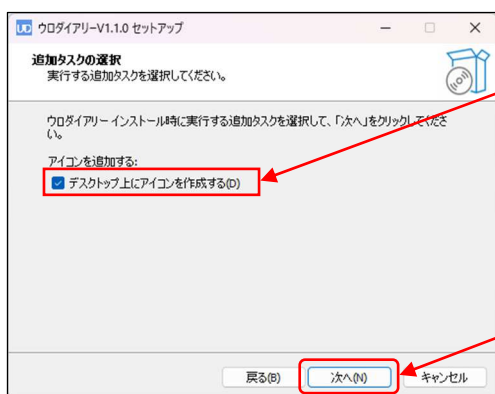 UD ウロダイアリーV1.1.0 セットアップ
追加タスクの選択
実行する追加タスクを選択してください。
ウロダイアリー インストール時に実行する追加タスクを選択して、「次へ」をクリックしてくださ
い。
アイコンを追加する:
デスクトップ上にアイコンを作成する(D)
戻る(B) 次へ(N) キャンセル